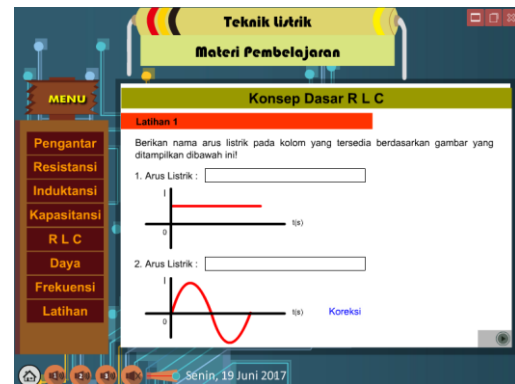 Teknik Listrik
Materi Pembelajaran
MENU
Pengantar
Resistansi
Induktansi
Kapasitansi
R L C
Daya
Frekuensi
Latihan
Konsep Dasar R L C
Latihan 1
Berikan nama arus listrik pada kolom yang tersedia berdasarkan gambar yang
ditampilkan dibawah ini!
1. Arus Listrik :
I
t(s)
0
2. Arus Listrik :
I
t(s)
0
Koreksi
Senin, 19 Juni 2017